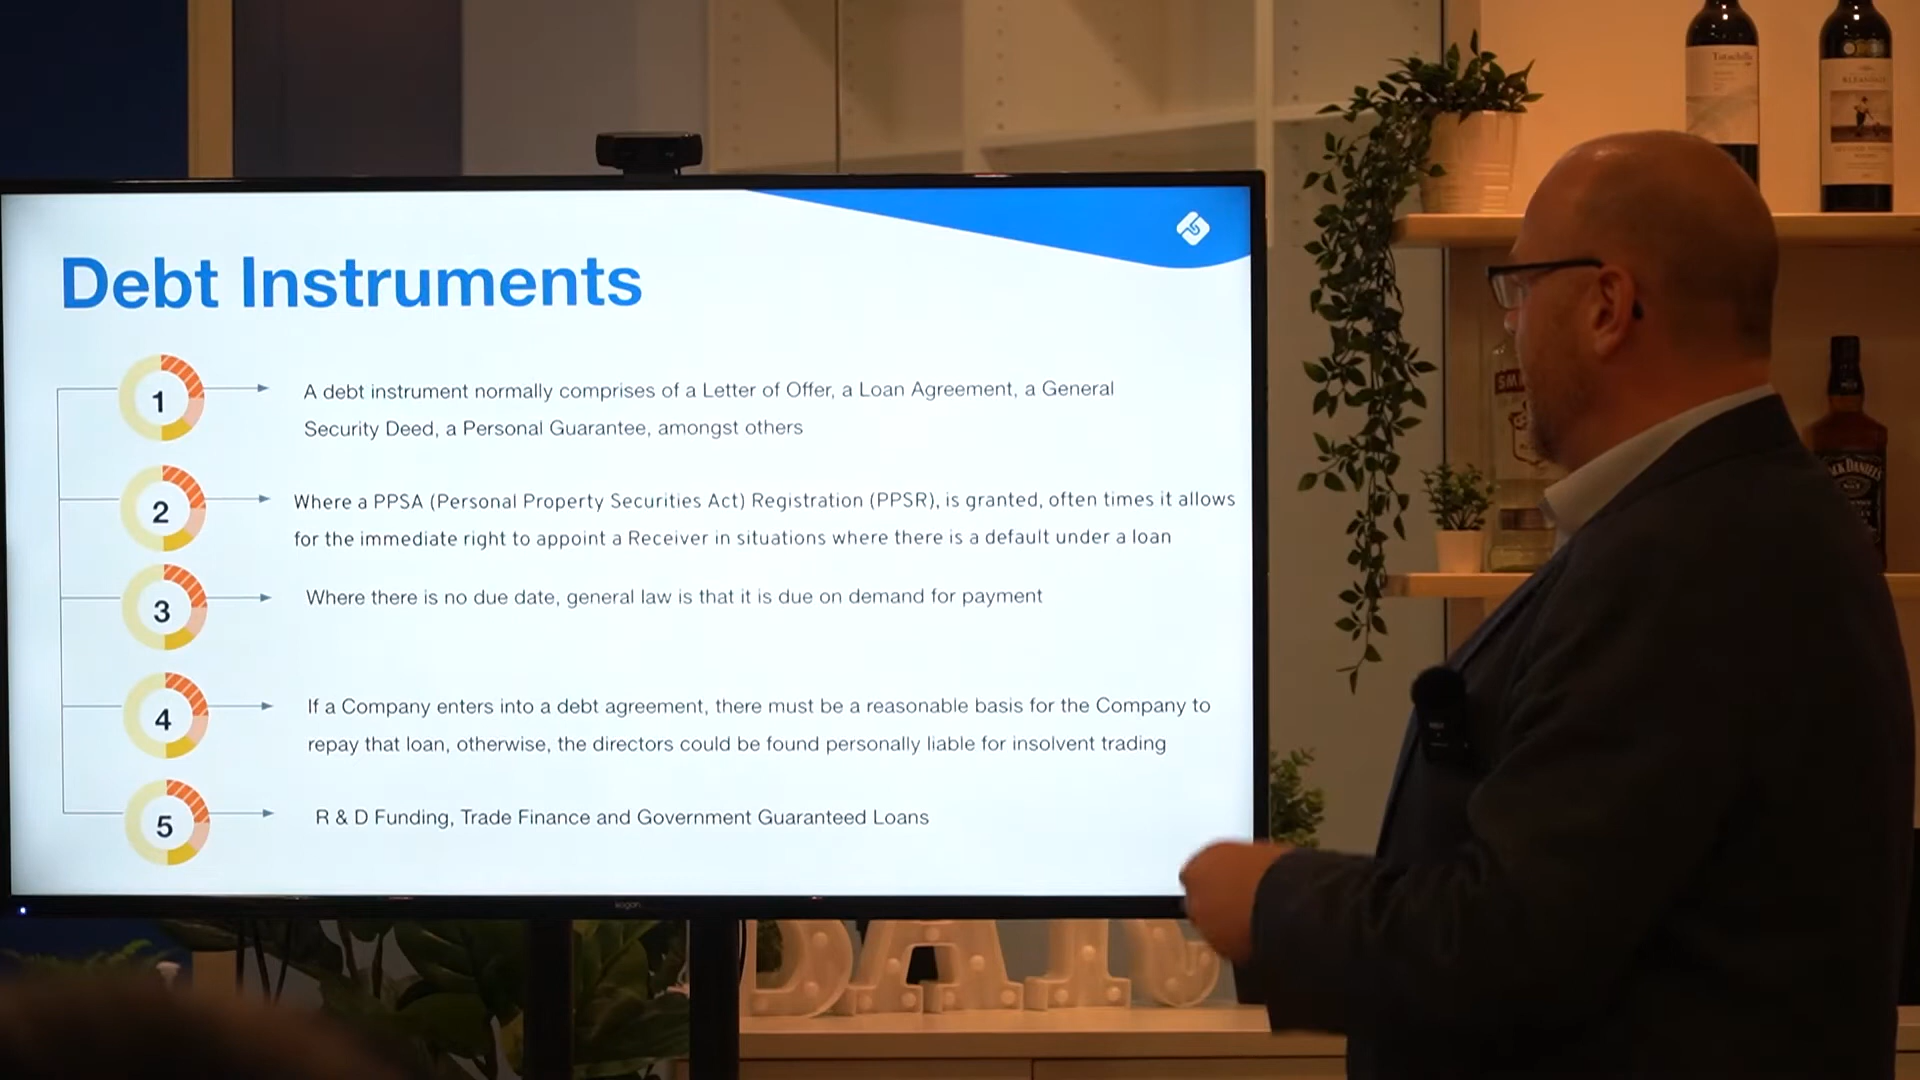 Debt Instruments
1
A debt instrument normally comprises of a Letter of Offer, a Loan Agreement, a General
Security Deed, a Personal Guarantee, amongst others
2
Where a PPSA (Personal Property Securities Act) Registration (PPSR), is granted, often times it allows
for the immediate right to appoint a Receiver in situations where there is a default under a loan
3
Where there is no due date, general law is that it is due on demand for payment
4
If a Company enters into a debt agreement, there must be a reasonable basis for the Company to
repay that loan, otherwise, the directors could be found personally liable for insolvent trading
5
R & D Funding, Trade Finance and Government Guaranteed Loans
kogan